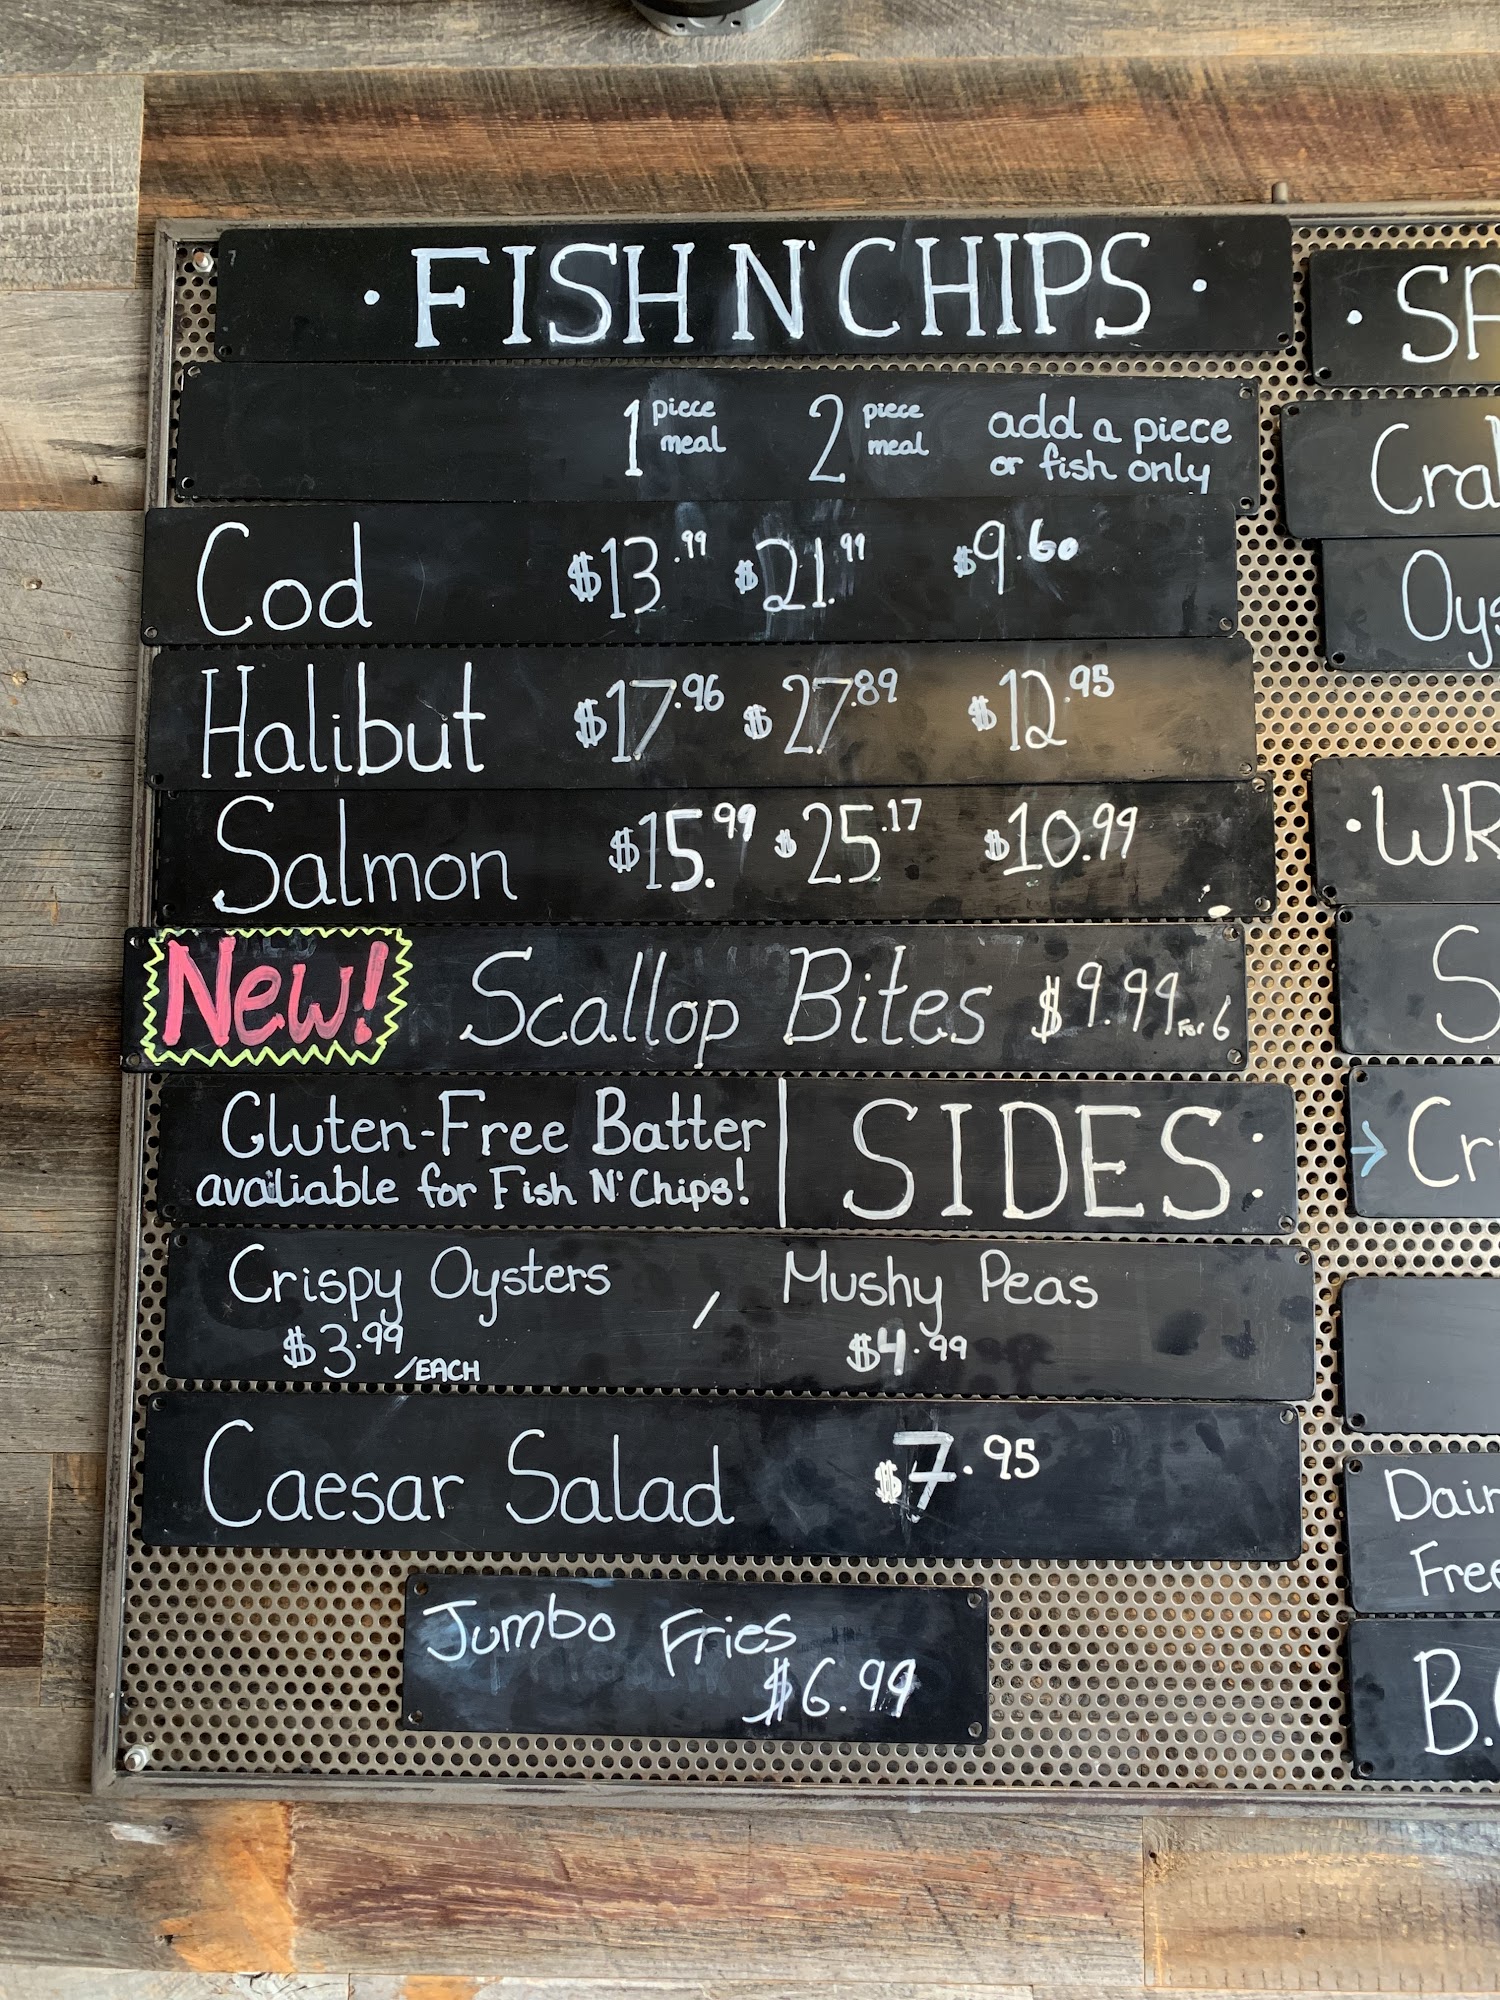 · FISH N' CHIPS ·
1 piece meal 2 piece meal add a piece or fish only
Cod $13.99 $21.99 $9.60
Halibut $17.96 $27.89 $12.95
Salmon $15.99 $25.17 $10.99
New! Scallop Bites $9.99 For 6
Gluten-Free Batter
avaliable for Fish N' Chips!
SIDES:
Crispy Oysters / Mushy Peas
$3.99/EACH $4.99
Caesar Salad $7.95
Jumbo Fries
$6.99
Dair
Free
B.